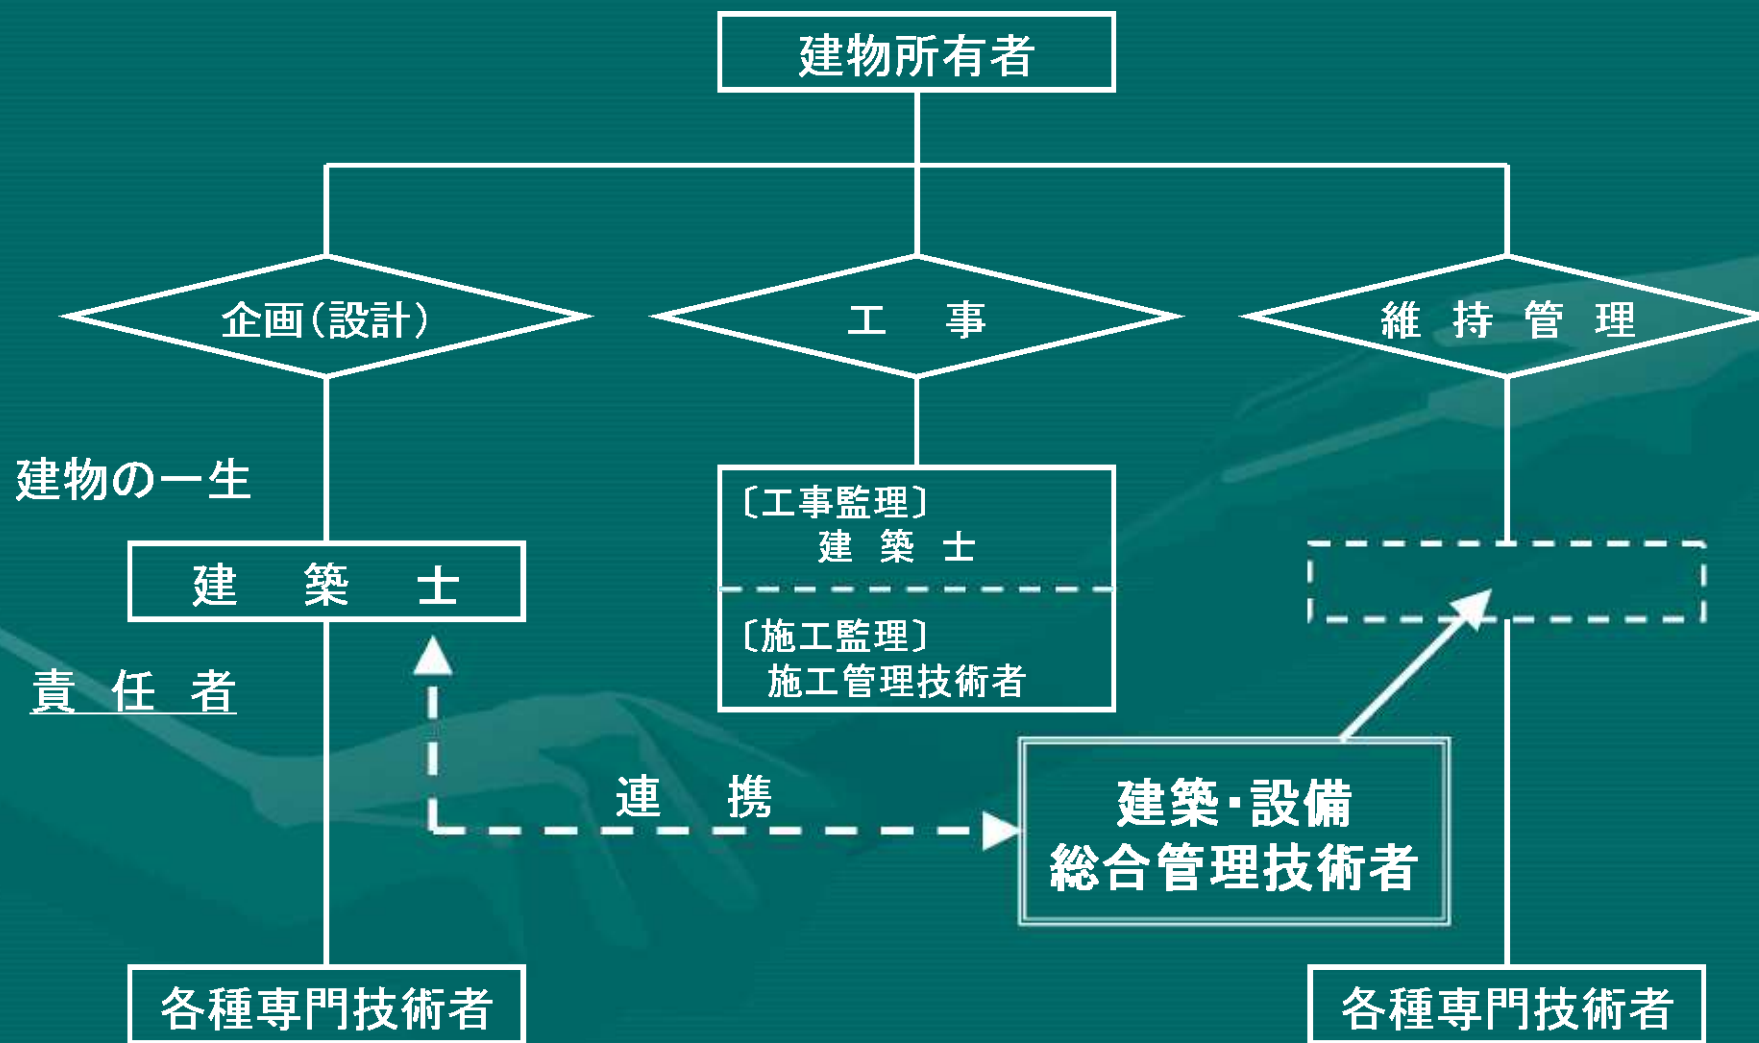 建物所有者
企画(設計)
工事
維持管理
建物の一生
〔工事監理〕
建築士
建築士
〔施工監理〕
施工管理技術者
責任者
連携
建築・設備
総合管理技術者
各種専門技術者
各種専門技術者